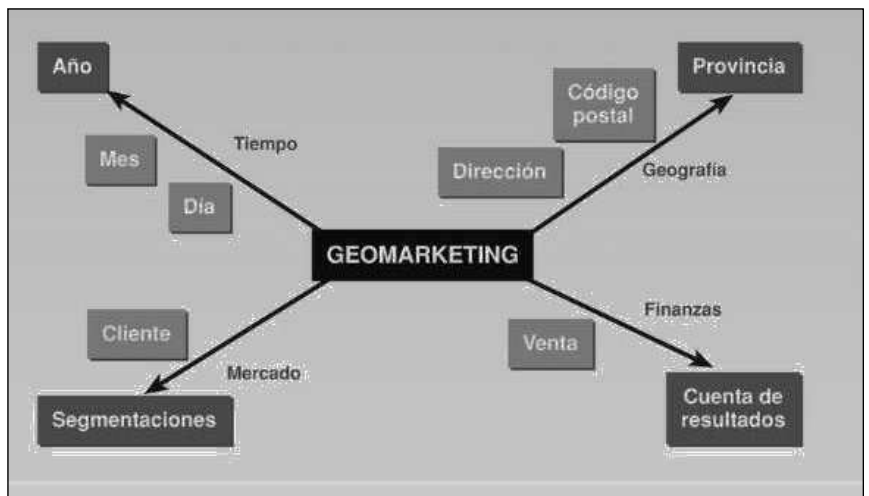 Año
Provincia
Código
postal
Tiempo
Mes
Dirección
Geografía
Día
GEOMARKETING
Finanzas
Cliente
Venta
Mercado
Cuenta de
resultados
Segmentaciones